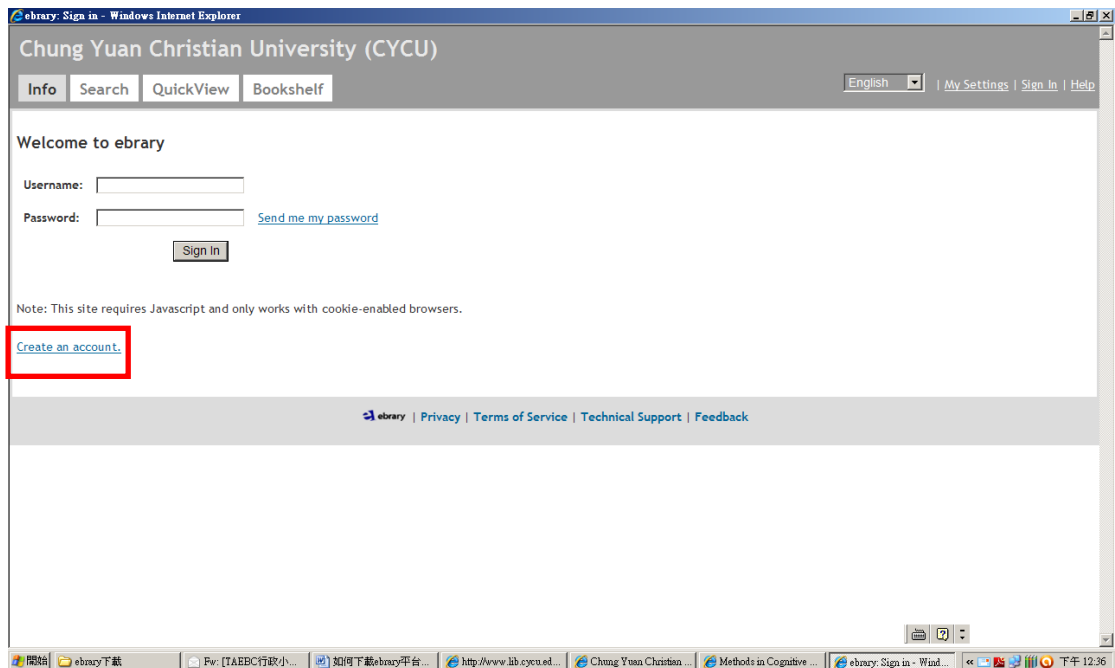 ebrary: Sign in - Windows Internet Explorer
Chung Yuan Christian University (CYCU)
Info Search QuickView Bookshelf
English | My Settings | Sign In | Help
Welcome to ebrary
Username:
Password: Send me my password
Sign In
Note: This site requires Javascript and only works with cookie-enabled browsers.
Create an account.
ebrary | Privacy | Terms of Service | Technical Support | Feedback
開始 ebrary下載 Fw: [TAEBC行政小... 如何下載ebrary平台... http://www.lib.cycu.ed... Chung Yuan Christian ... Methods in Cognitive ... ebrary: Sign in - Wind... « 下午 12:36